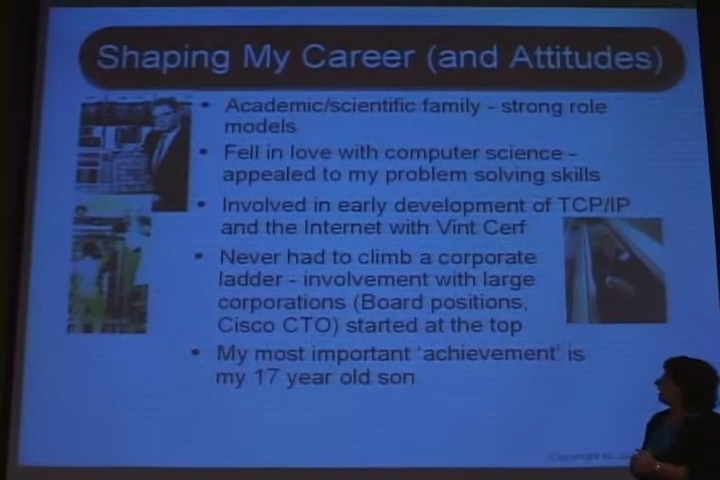 Shaping My Career (and Attitudes)
• Academic/scientific family - strong role
models
• Fell in love with computer science -
appealed to my problem solving skills
• Involved in early development of TCP/IP
and the Internet with Vint Cerf
• Never had to climb a corporate
ladder - involvement with large
corporations (Board positions,
Cisco CTO) started at the top
• My most important 'achievement' is
my 17 year old son
Copyright ©